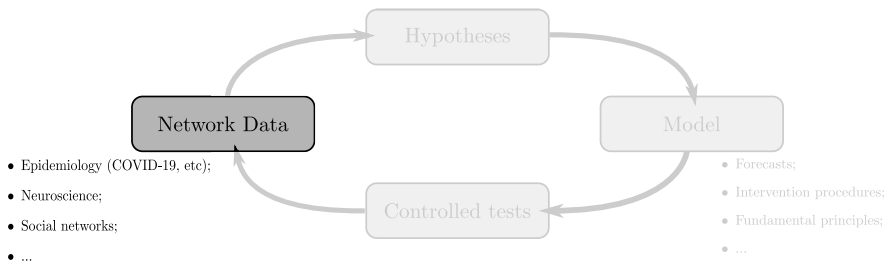 Hypotheses
Network Data
Model
• Epidemiology (COVID-19, etc);
• Neuroscience;
• Social networks;
• ...
Controlled tests
• Forecasts;
• Intervention procedures;
• Fundamental principles;
• ...